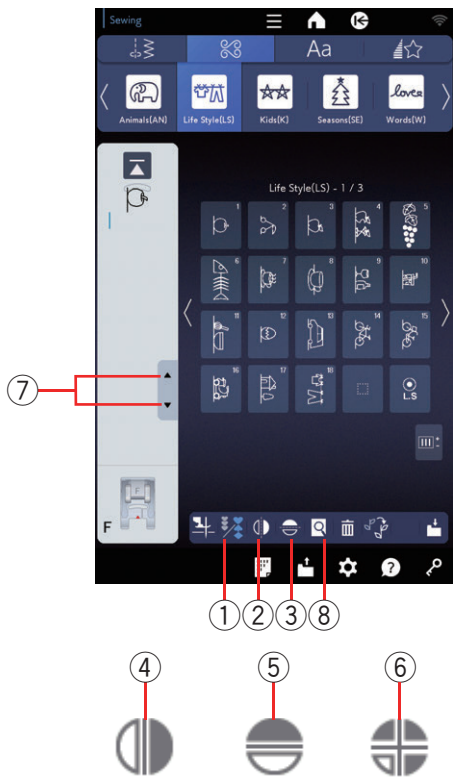 Sewing
Aa
Animals(AN) Life Style(LS) Kids(K) Seasons(SE) Words(W)
love
Life Style(LS) - 1 / 3
1 2 3 4 5
6 7 8 9 10
11 12 13 14 15
16 17 18
LS
F
?
7
1 2 3 8
4 5 6